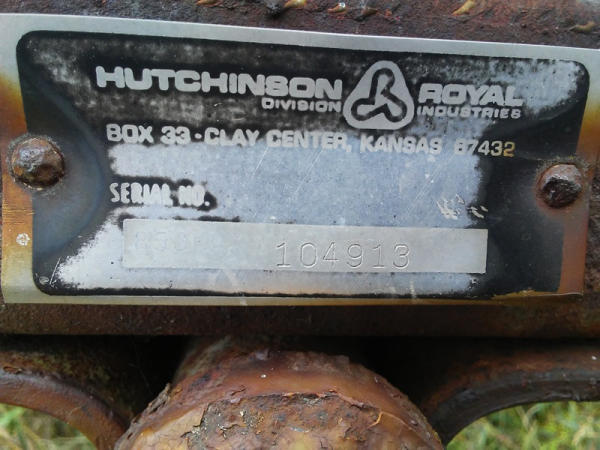 HUTCHINSON ROYAL
DIVISION INDUSTRIES
BOX 33 · CLAY CENTER, KANSAS 67432
SERIAL NO.
104913